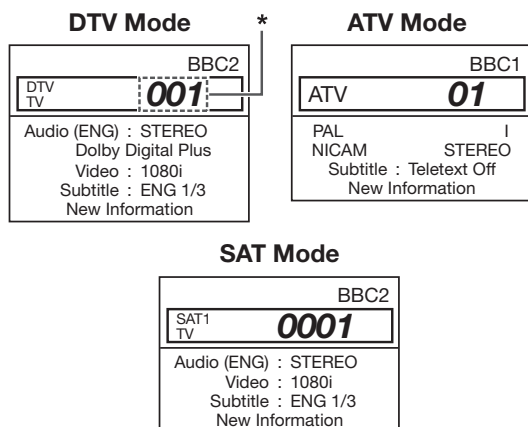 DTV Mode
*
BBC2
DTV
TV
001
Audio (ENG) : STEREO
Dolby Digital Plus
Video : 1080i
Subtitle : ENG 1/3
New Information
ATV Mode
BBC1
ATV 01
PAL I
NICAM STEREO
Subtitle : Teletext Off
New Information
SAT Mode
BBC2
SAT1
TV
0001
Audio (ENG) : STEREO
Video : 1080i
Subtitle : ENG 1/3
New Information